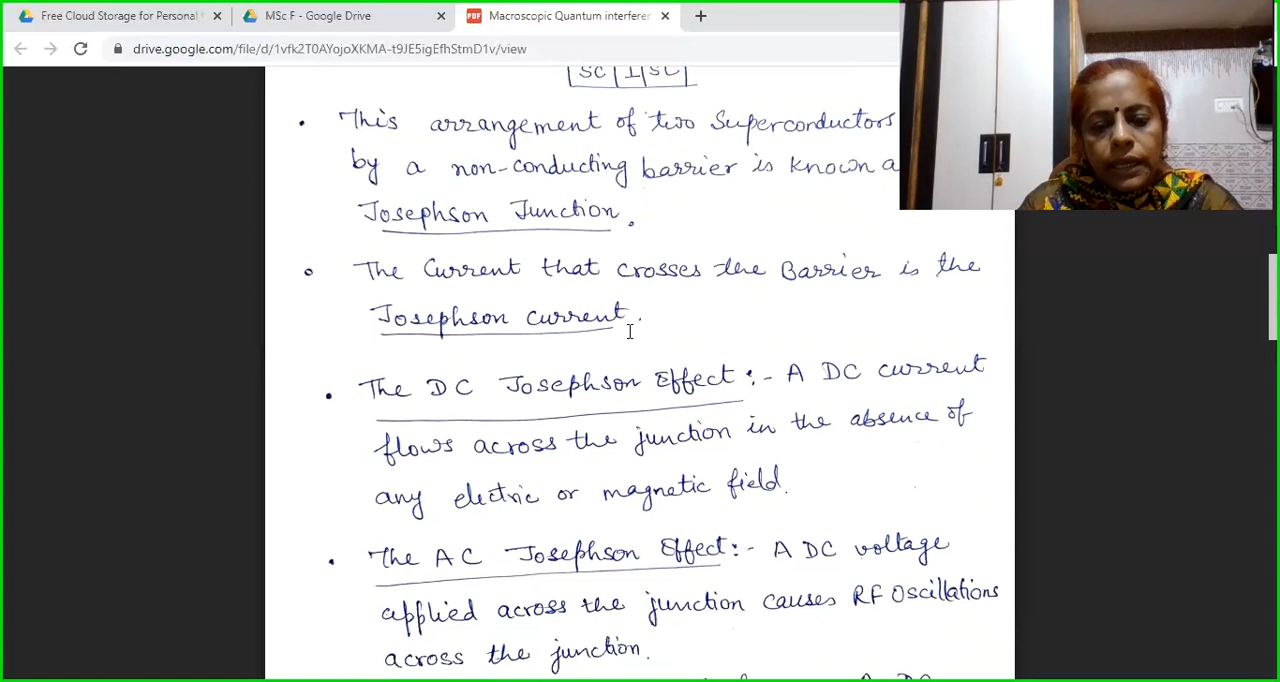 Free Cloud Storage for Personal
MSc F - Google Drive
PDF
Macroscopic Quantum interferen
drive.google.com/file/d/1vfk2T0AYojoXKMA-t9JE5igEfhStmD1v/view
SC | I | SC
• This arrangement of two Superconductors
by a non-conducting barrier is known a
Josephson Junction.
• The Current that crosses the Barrier is the
Josephson current.
• The DC Josephson Effect :- A DC current
flows across the junction in the absence of
any electric or magnetic field.
• The AC Josephson Effect :- A DC voltage
applied across the junction causes RF Oscillations
across the junction.
A DC